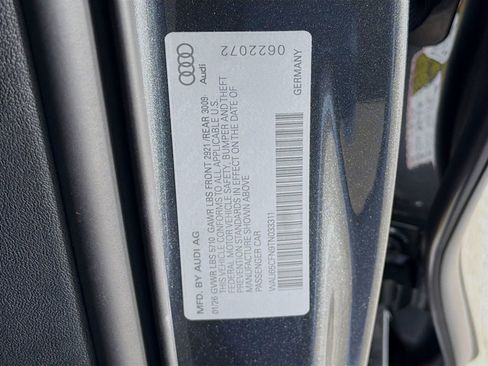 MFD. BY AUDI AG
01/26 GVWR LBS 5710 GAWR LBS FRONT 2921 /REAR 3009
THIS VEHICLE CONFORMS TO ALL APPLICABLE U.S.
FEDERAL MOTOR VEHICLE SAFETY, BUMPER AND THEFT
PREVENTION STANDARDS IN EFFECT ON THE DATE OF
MANUFACTURE SHOWN ABOVE
PASSENGER CAR
Audi
0622072
GERMANY